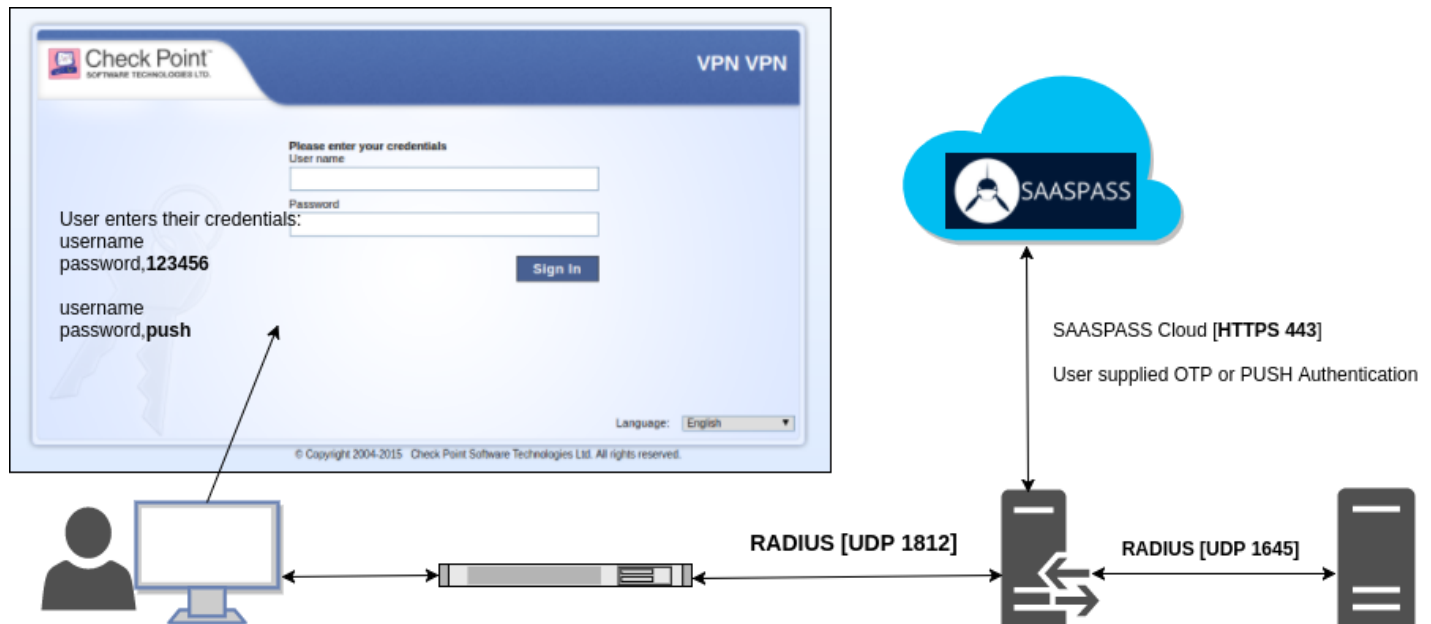 Check Point™
SOFTWARE TECHNOLOGIES LTD.
VPN VPN
Please enter your credentials
User name
Password
User enters their credentials:
username
password,123456
username
password,push
Sign In
Language: English
© Copyright 2004-2015 Check Point Software Technologies Ltd. All rights reserved.
SAASPASS
SAASPASS Cloud [HTTPS 443]
User supplied OTP or PUSH Authentication
RADIUS [UDP 1812]
RADIUS [UDP 1645]